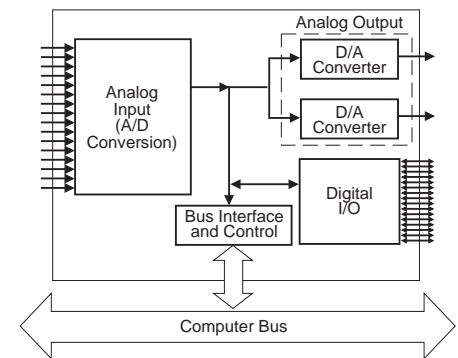 Analog Output
D/A
Converter
D/A
Converter
Analog
Input
(A/D
Conversion)
Digital
I/O
Bus Interface
and Control
Computer Bus